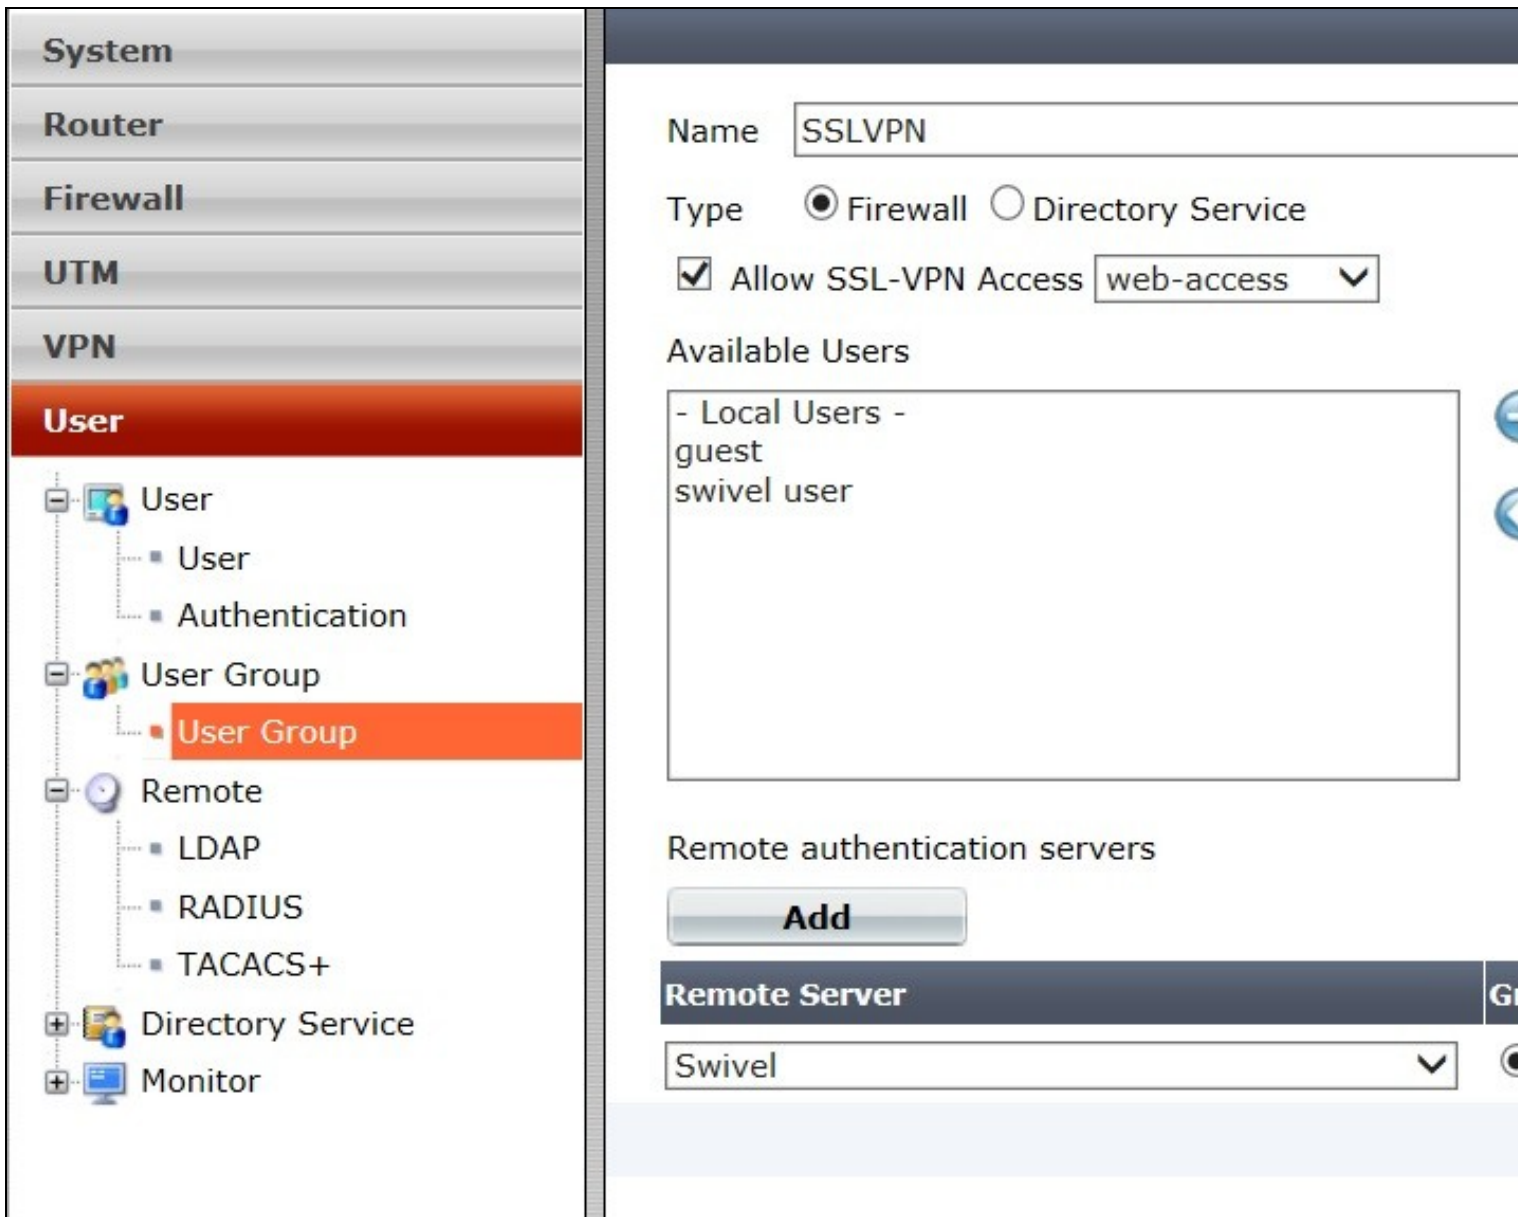 System
Router
Firewall
UTM
VPN
User
User
User
Authentication
User Group
User Group
Remote
LDAP
RADIUS
TACACS+
Directory Service
Monitor
Name SSLVPN
Type Firewall Directory Service
Allow SSL-VPN Access web-access
Available Users
- Local Users -
guest
swivel user
Remote authentication servers
Add
Remote Server
Swivel